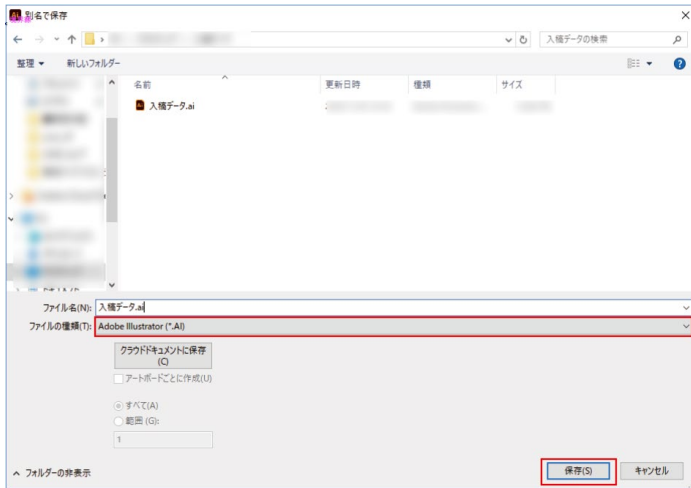 別名で保存
入稿データの検索
整理 新しいフォルダー
名前 更新日時 種類 サイズ
入稿データ.ai
ファイル名(N): 入稿データ.ai
ファイルの種類(T): Adobe Illustrator (*.AI)
クラウドドキュメントに保存
(C)
アートボードごとに作成(U)
すべて(A)
範囲 (G):
1
フォルダーの非表示
保存(S) キャンセル